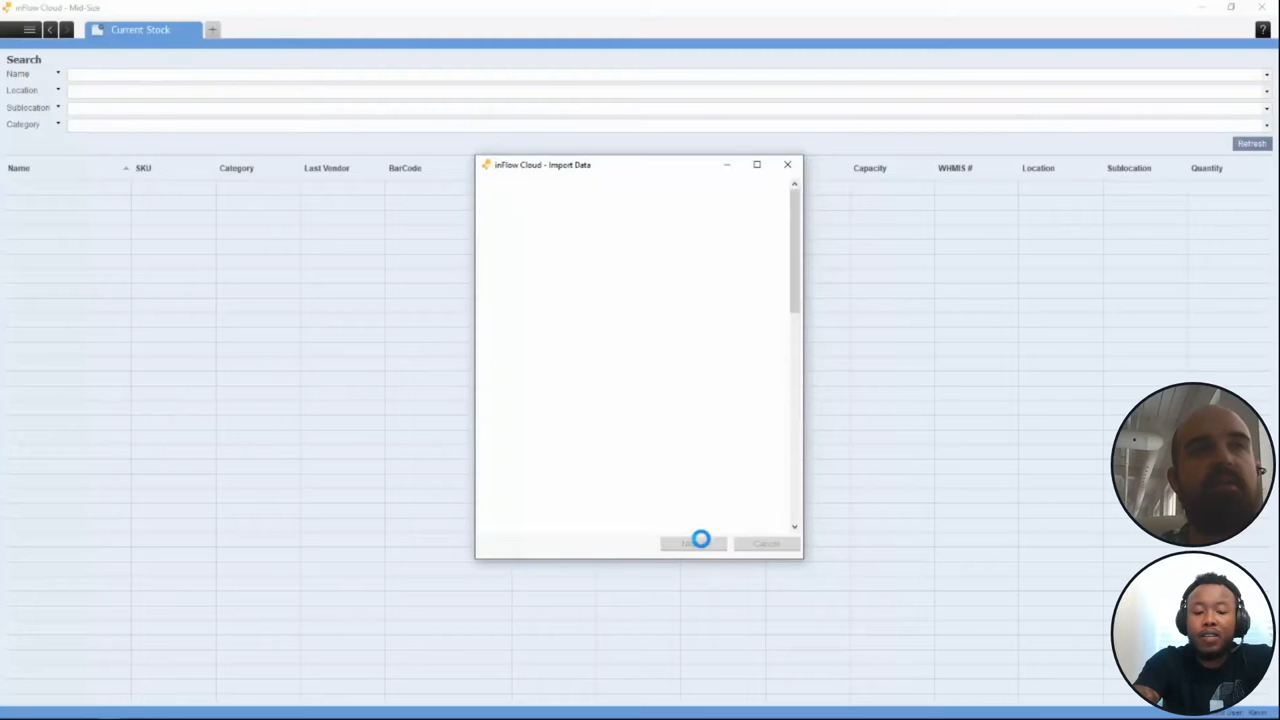 inFlow Cloud - Mid-Size
Current Stock
+
?
Search
Name
Location
Sublocation
Category
Refresh
Name SKU Category Last Vendor BarCode Capacity WHMIS # Location Sublocation Quantity
inFlow Cloud - Import Data
Cancel